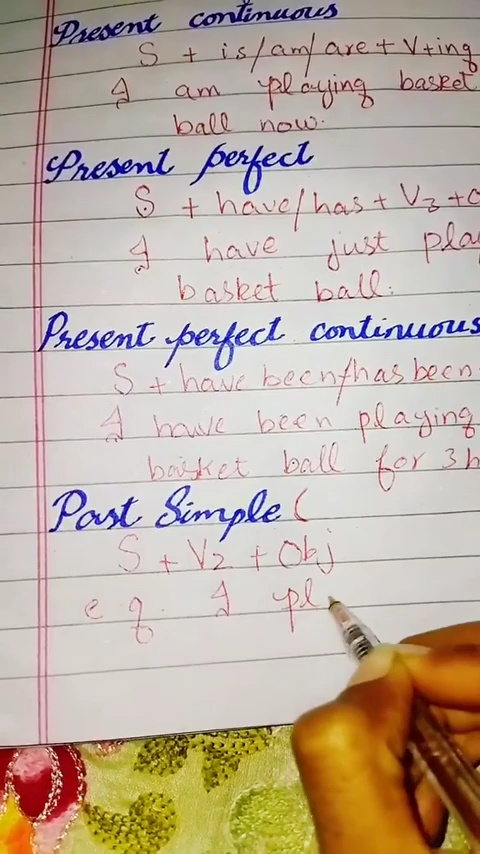 Present continuous
S + is/am/are + V+ing
I am playing basket
ball now.
Present perfect
S + have/has + V3 + o
I have just pla
basket ball.
Present perfect continuous
S + have been/has been
I have been playing
basket ball for 3 h
Past Simple (
S + V2 + Obj
e g. I pl